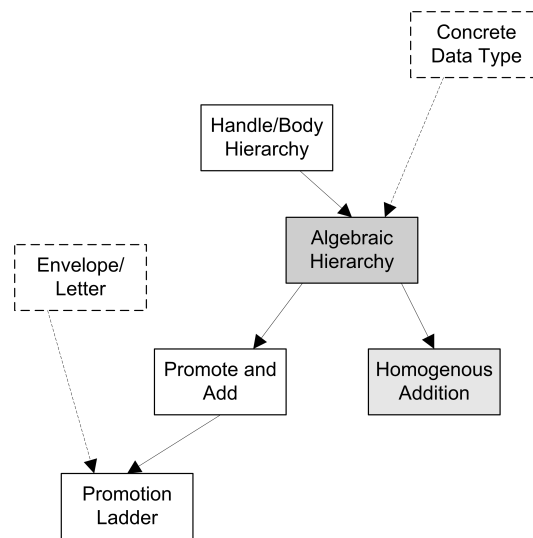 Concrete
Data Type
Handle/Body
Hierarchy
Algebraic
Hierarchy
Envelope/
Letter
Promote and
Add
Homogenous
Addition
Promotion
Ladder